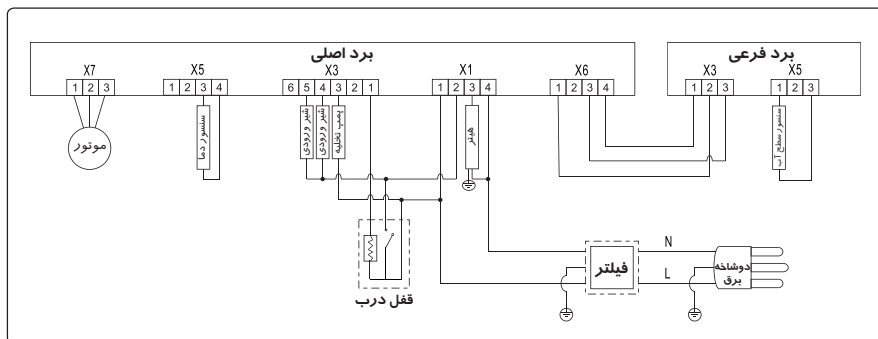 برد اصلی
برد فرعی
X7
X5
X3
X1
X6
X3
X5
1 2 3
1 2 3 4
6 5 4 3 2 1
1 2 3 4
1 2 3 4
1 2 3
1 2 3
موتور
سنسور دما
شیر ورودی
شیر ورودی
پمپ تخلیه
هیتر
سنسور سطح آب
قفل درب
فیلتر
N
L
دوشاخه
برق